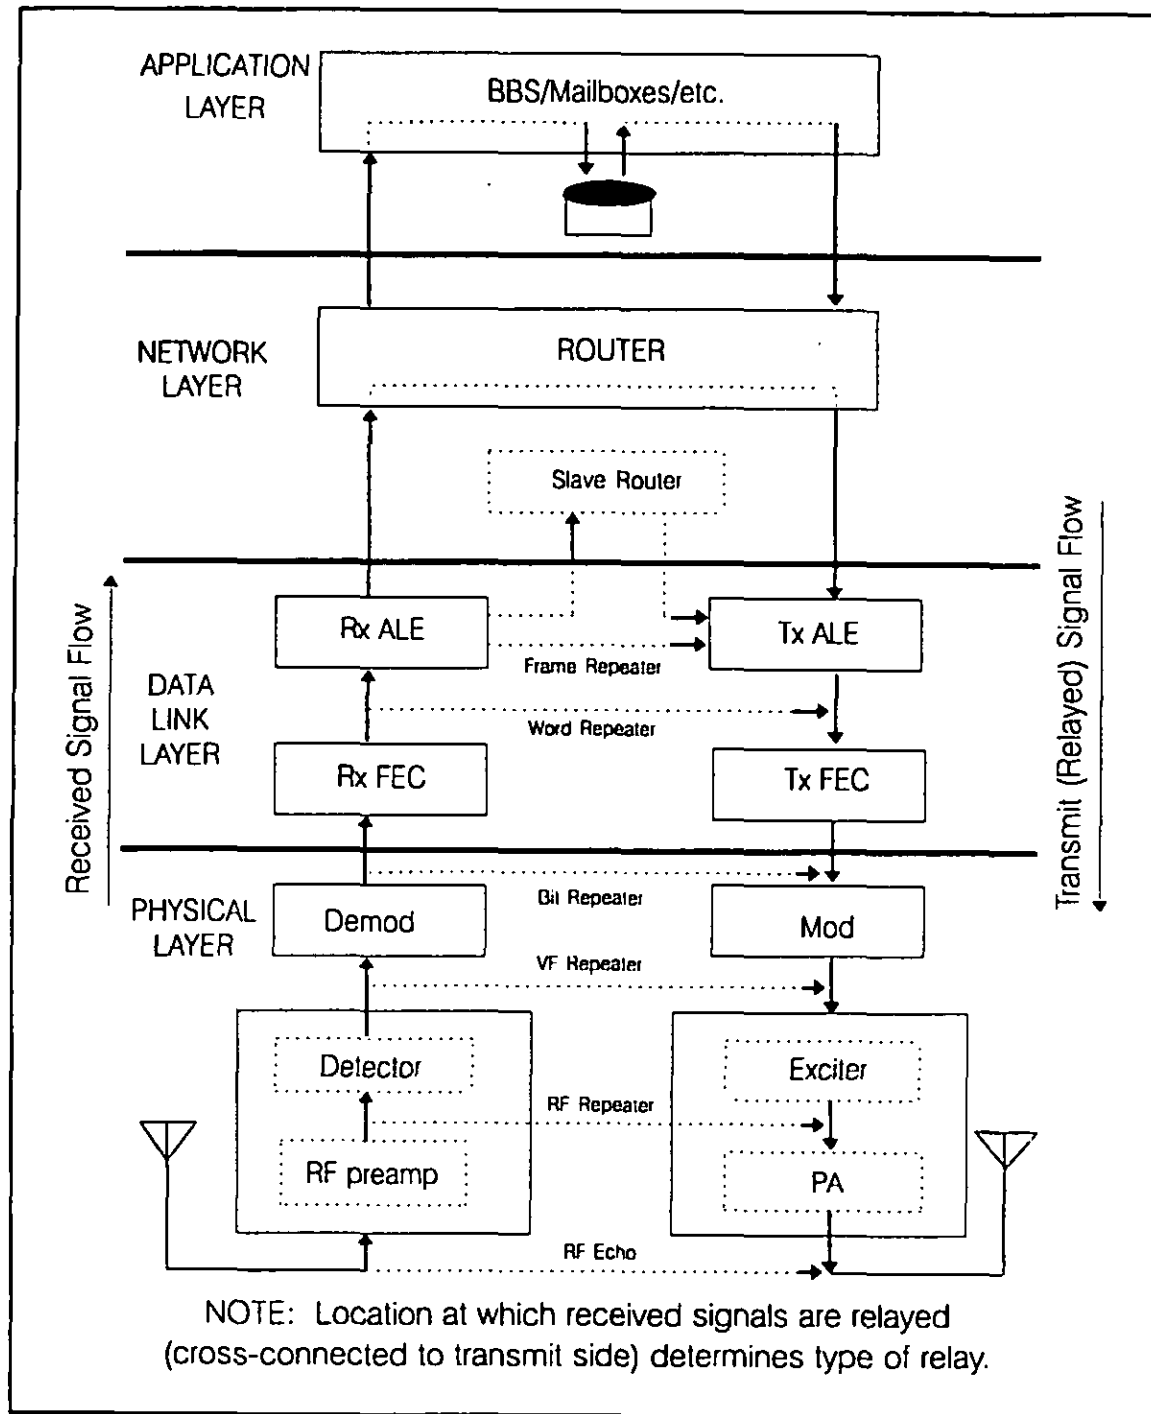 APPLICATION
LAYER
BBS/Mailboxes/etc.
NETWORK
LAYER
ROUTER
Slave Router
Received Signal Flow
Transmit (Relayed) Signal Flow
DATA
LINK
LAYER
Rx ALE
Tx ALE
Frame Repeater
Word Repeater
Rx FEC
Tx FEC
PHYSICAL
LAYER
Bit Repeater
Demod
Mod
VF Repeater
Detector
Exciter
RF Repeater
RF preamp
PA
RF Echo
NOTE: Location at which received signals are relayed
(cross-connected to transmit side) determines type of relay.